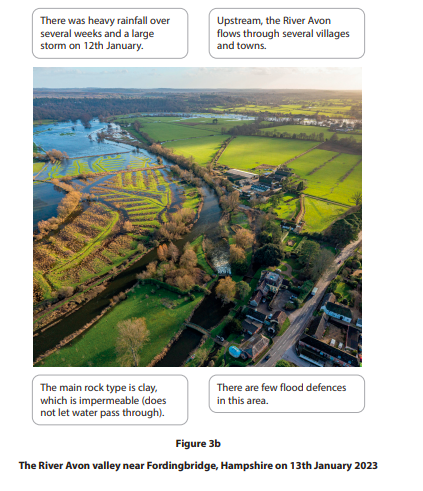 There was heavy rainfall over
several weeks and a large
storm on 12th January.
Upstream, the River Avon
flows through several villages
and towns.
The main rock type is clay,
which is impermeable (does
not let water pass through).
There are few flood defences
in this area.
Figure 3b
The River Avon valley near Fordingbridge, Hampshire on 13th January 2023